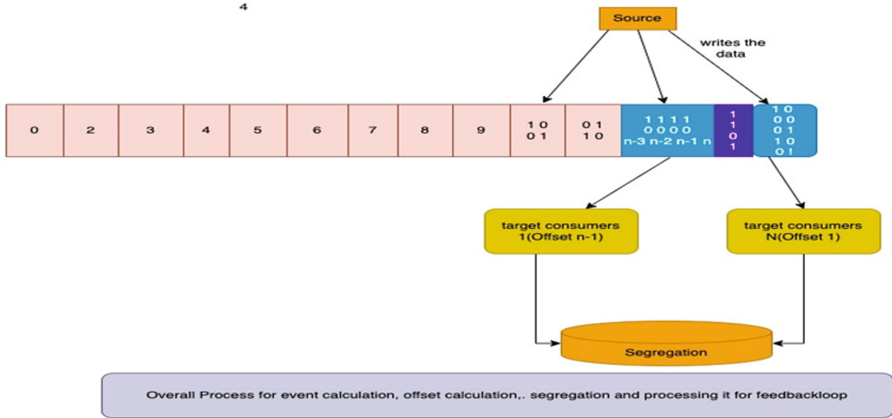 4
Source
writes the
data
0
2
3
4
5
6
7
8
9
1 0
0 1
0 1
1 0
1 1 1 1
0 0 0 0
n-3 n-2 n-1 n
1
1
0
1
1 0
0 0
0 1
1 0
0 !
target consumers
1(Offset n-1)
target consumers
N(Offset 1)
Segregation
Overall Process for event calculation, offset calculation,. segregation and processing it for feedbackloop